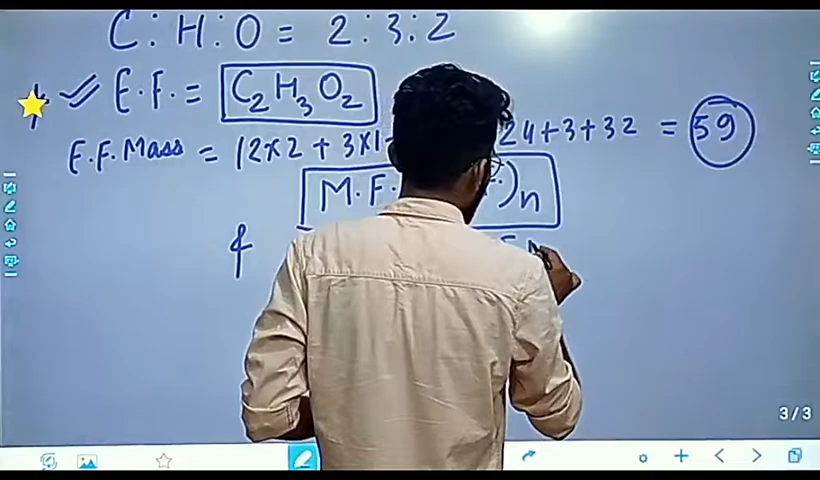 C : H : O = 2 : 3 : 2
E.F. = C₂H₃O₂
E.F. Mass = 12×2 + 3×1 24+3+32 = 59
M.F. )n
&
3/3